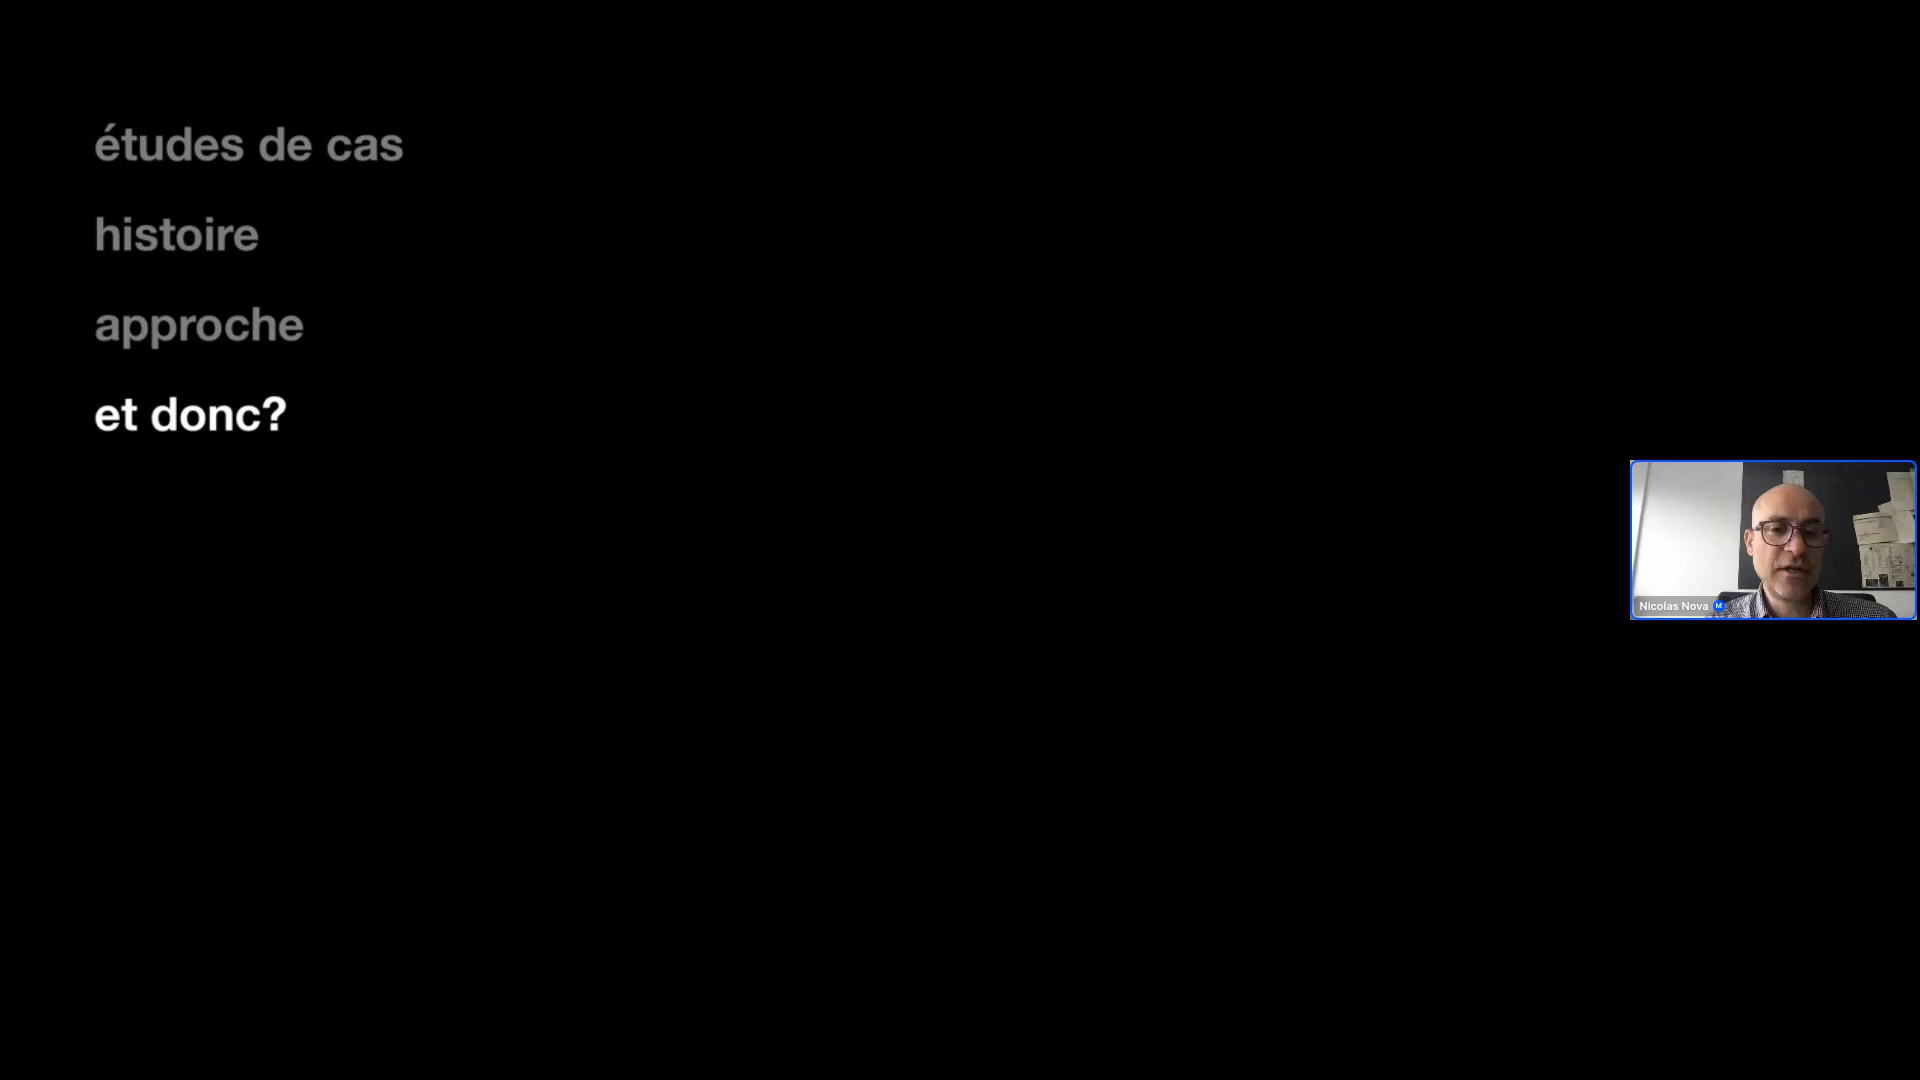 études de cas
histoire
approche
et donc?
Nicolas Nova M